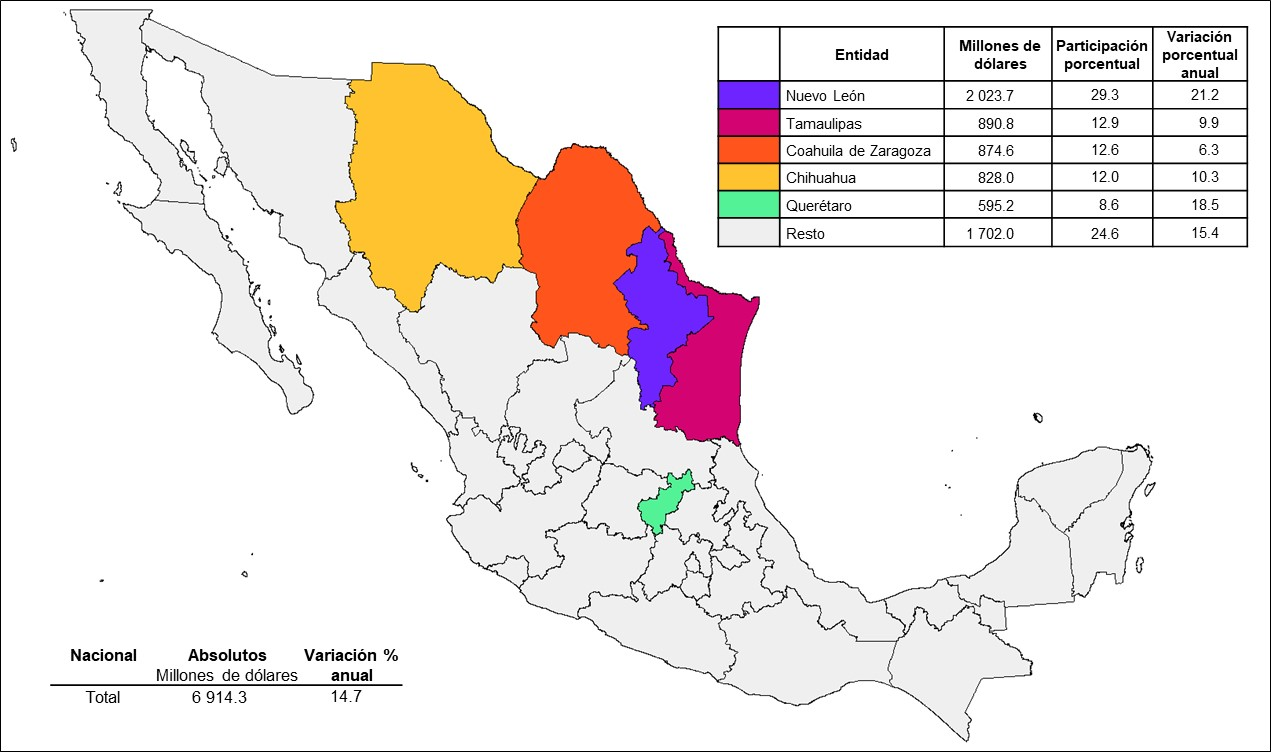 Entidad Millones de dólares Participación porcentual Variación porcentual anual
Nuevo León 2 023.7 29.3 21.2
Tamaulipas 890.8 12.9 9.9
Coahuila de Zaragoza 874.6 12.6 6.3
Chihuahua 828.0 12.0 10.3
Querétaro 595.2 8.6 18.5
Resto 1 702.0 24.6 15.4
Nacional Absolutos Variación %
Millones de dólares anual
Total 6 914.3 14.7